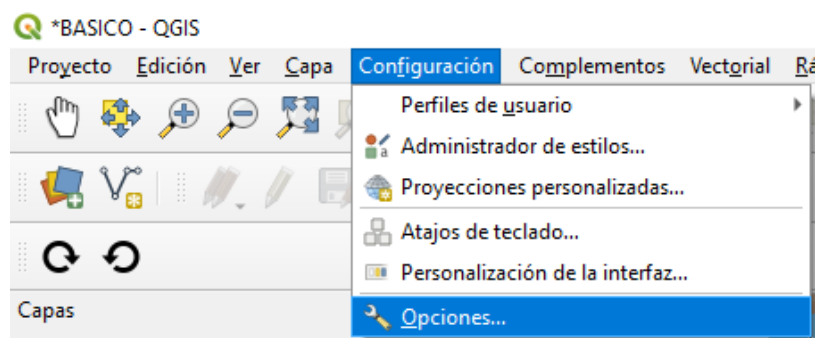 *BASICO - QGIS
Proyecto Edición Ver Capa Configuración Complementos Vectorial
Perfiles de usuario
Administrador de estilos...
Proyecciones personalizadas...
Atajos de teclado...
Personalización de la interfaz...
Capas
Opciones...